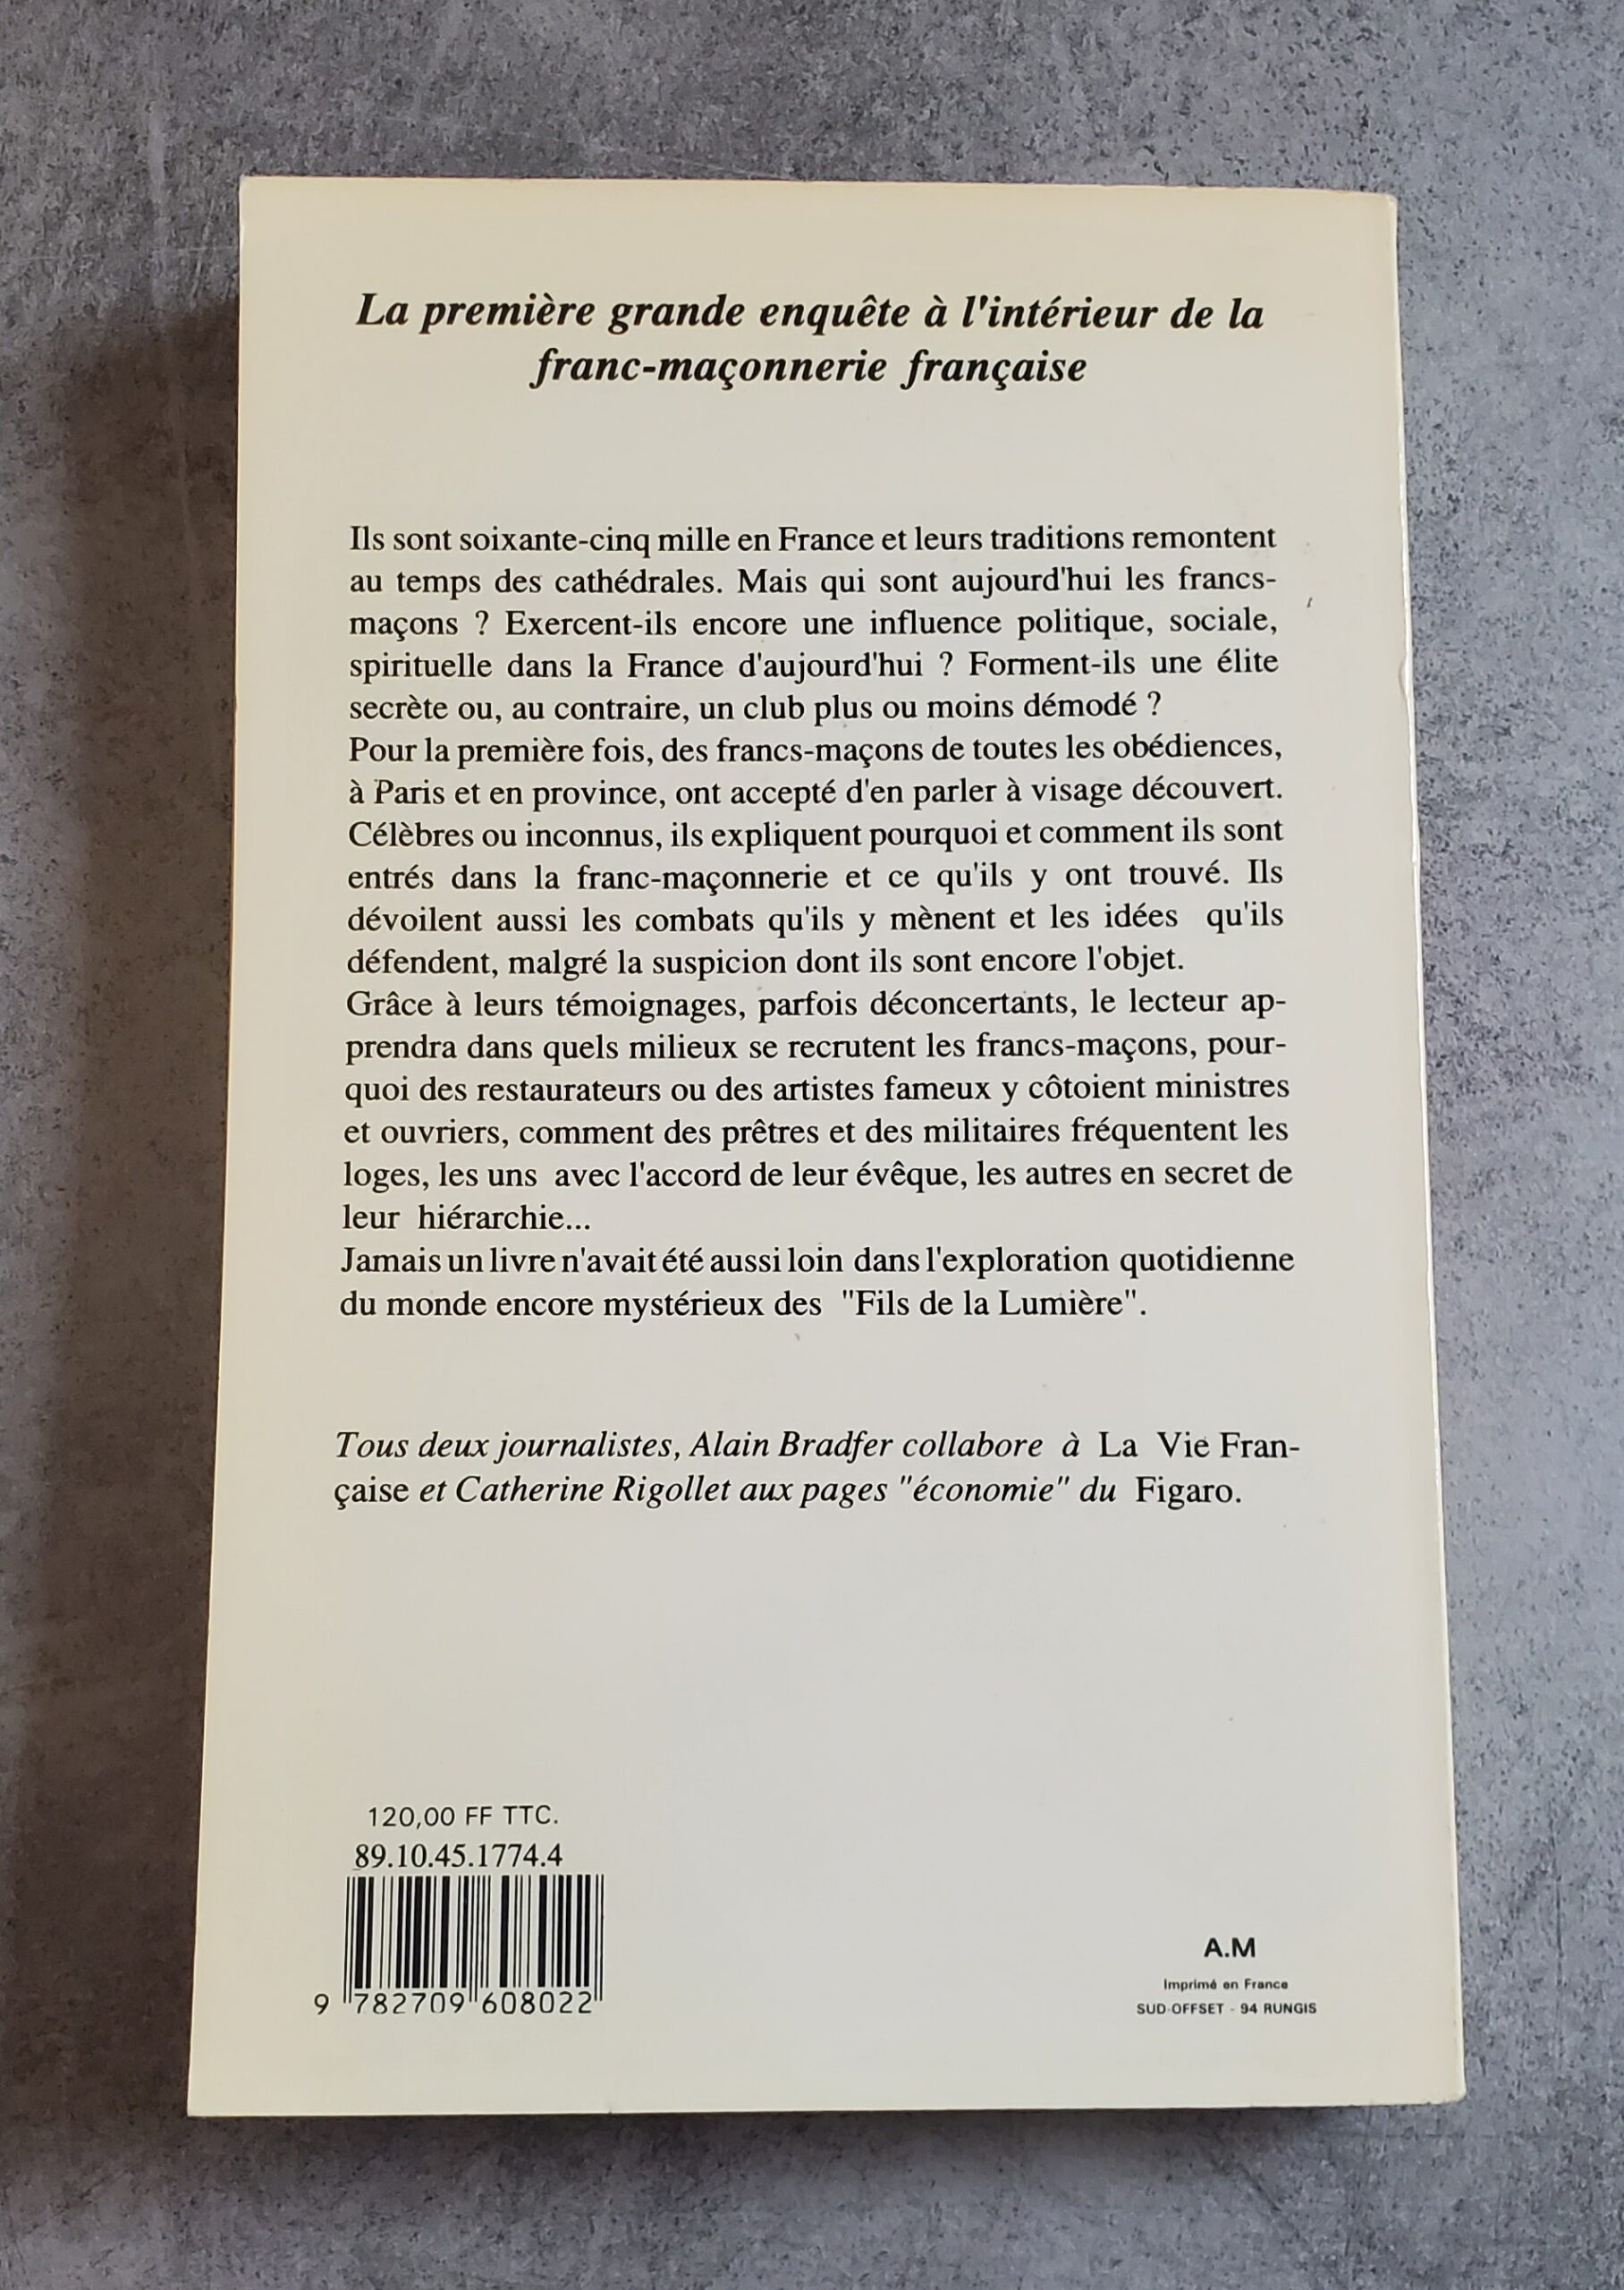 La première grande enquête à l'intérieur de la
franc-maçonnerie française
Ils sont soixante-cinq mille en France et leurs traditions remontent
au temps des cathédrales. Mais qui sont aujourd'hui les francs-
maçons ? Exercent-ils encore une influence politique, sociale,
spirituelle dans la France d'aujourd'hui ? Forment-ils une élite
secrète ou, au contraire, un club plus ou moins démodé ?
Pour la première fois, des francs-maçons de toutes les obédiences,
à Paris et en province, ont accepté d'en parler à visage découvert.
Célèbres ou inconnus, ils expliquent pourquoi et comment ils sont
entrés dans la franc-maçonnerie et ce qu'ils y ont trouvé. Ils
dévoilent aussi les combats qu'ils y mènent et les idées qu'ils
défendent, malgré la suspicion dont ils sont encore l'objet.
Grâce à leurs témoignages, parfois déconcertants, le lecteur ap-
prendra dans quels milieux se recrutent les francs-maçons, pour-
quoi des restaurateurs ou des artistes fameux y côtoient ministres
et ouvriers, comment des prêtres et des militaires fréquentent les
loges, les uns avec l'accord de leur évêque, les autres en secret de
leur hiérarchie...
Jamais un livre n'avait été aussi loin dans l'exploration quotidienne
du monde encore mystérieux des "Fils de la Lumière".
Tous deux journalistes, Alain Bradfer collabore à La Vie Fran-
çaise et Catherine Rigollet aux pages "économie" du Figaro.
120,00 FF TTC.
89.10.45.1774.4
9 782709 608022
A.M
Imprimé en France
SUD-OFFSET - 94 RUNGIS